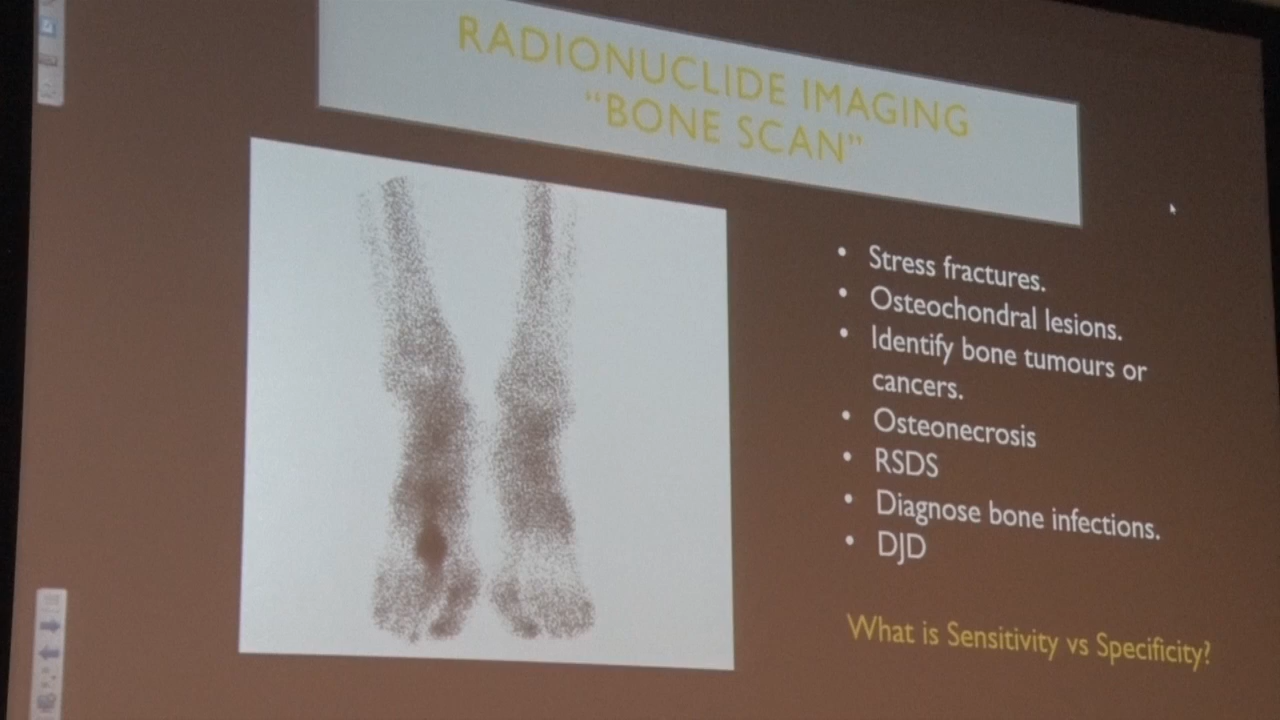 RADIONUCLIDE IMAGING
“BONE SCAN”
• Stress fractures.
• Osteochondral lesions.
• Identify bone tumours or
cancers.
• Osteonecrosis
• RSDS
• Diagnose bone infections.
• DJD
What is Sensitivity vs Specificity?